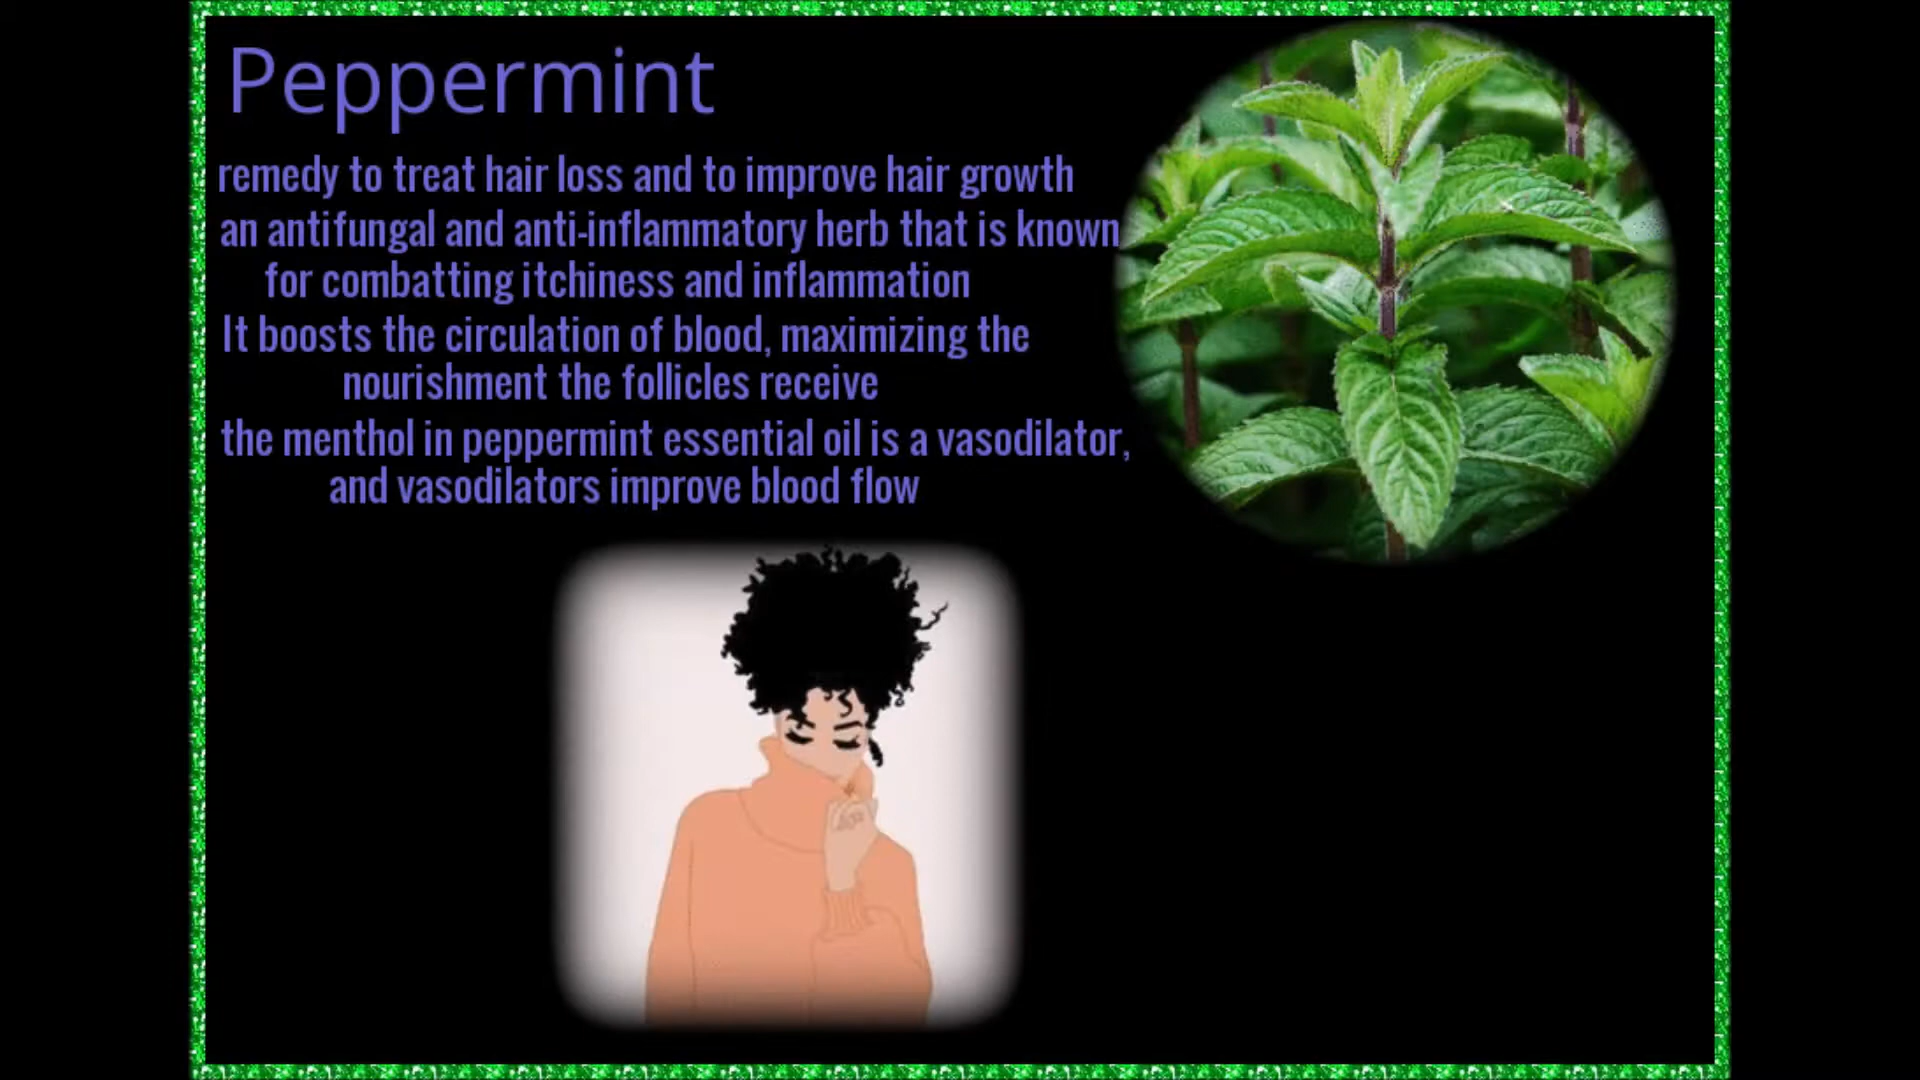 Peppermint
remedy to treat hair loss and to improve hair growth
an antifungal and anti-inflammatory herb that is known
for combatting itchiness and inflammation
It boosts the circulation of blood, maximizing the
nourishment the follicles receive
the menthol in peppermint essential oil is a vasodilator,
and vasodilators improve blood flow